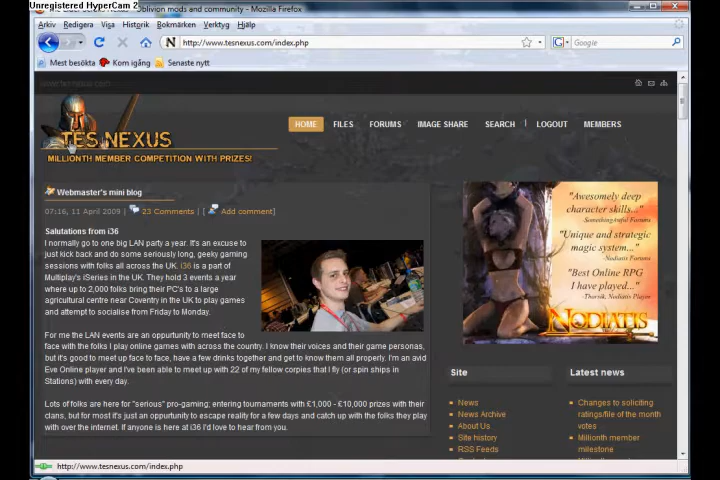 Unregistered HyperCam 2
Oblivion mods and community - Mozilla Firefox
Arkiv Redigera Visa Historik Bokmärken Verktyg Hjälp
http://www.tesnexus.com/index.php
Google
Mest besökta Kom igång Senaste nytt
TES NEXUS
MILLIONTH MEMBER COMPETITION WITH PRIZES!
HOME FILES FORUMS IMAGE SHARE SEARCH | LOGOUT MEMBERS
Webmaster's mini blog
07:16, 11 April 2009 | 23 Comments | [ Add comment]
Salutations from i36
I normally go to one big LAN party a year. It's an excuse to
just kick back and do some seriously long, geeky gaming
sessions with folks all across the UK. i36 is a part of
Multiplay's iSeries in the UK. They hold 3 events a year
where up to 2,000 folks bring their PC's to a large
agricultural centre near Coventry in the UK to play games
and attempt to socialise from Friday to Monday.
For me the LAN events are an oppurtunity to meet face to
face with the folks I play online games with across the country. I know their voices and their game personas,
but it's good to meet up face to face, have a few drinks together and get to know them all properly. I'm an avid
Eve Online player and I've been able to meet up with 22 of my fellow corpies that I fly (or spin ships in
Stations) with every day.
Lots of folks are here for "serious" pro-gaming; entering tournaments with £1,000 - £10,000 prizes with their
clans, but for most it's just an opportunity to escape reality for a few days and catch up with the folks they play
with over the internet. If anyone is here at i36 I'd love to hear from you.
"Awesomely deep
character skills..."
-Somethingawful Forums
"Unique and strategic
magic system..."
-Nodiatis Forums
"Best Online RPG
I have played..."
-Thorvik, Nodiatis Player
NODIATIS
Site
News
News Archive
About Us
Site history
RSS Feeds
Latest news
Changes to soliciting
ratings/file of the month
votes
Millionth member
milestone
http://www.tesnexus.com/index.php